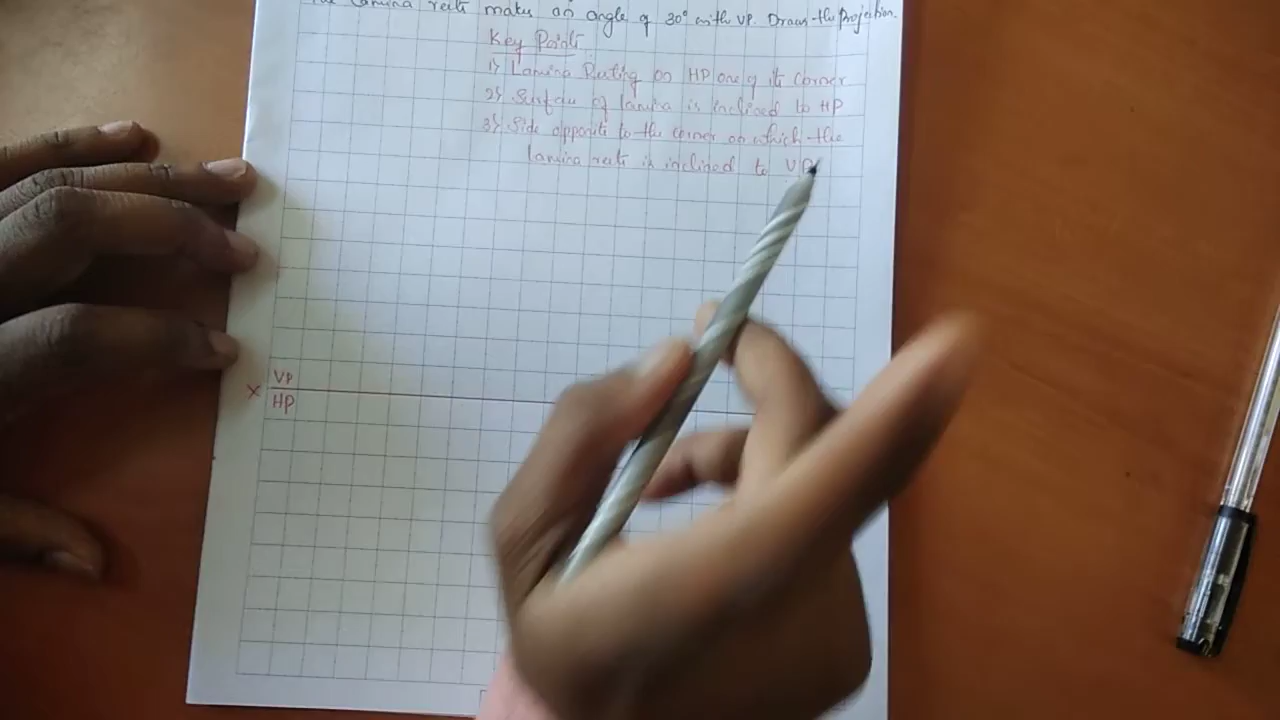 lamina rests makes an angle of 30° with VP. Draw the Projection.
Key Points
1) Lamina Resting on HP one of its corner
2) Surface of lamina is inclined to HP
3) Side opposite to the corner on which the
lamina rests is inclined to VP
VP
X
HP